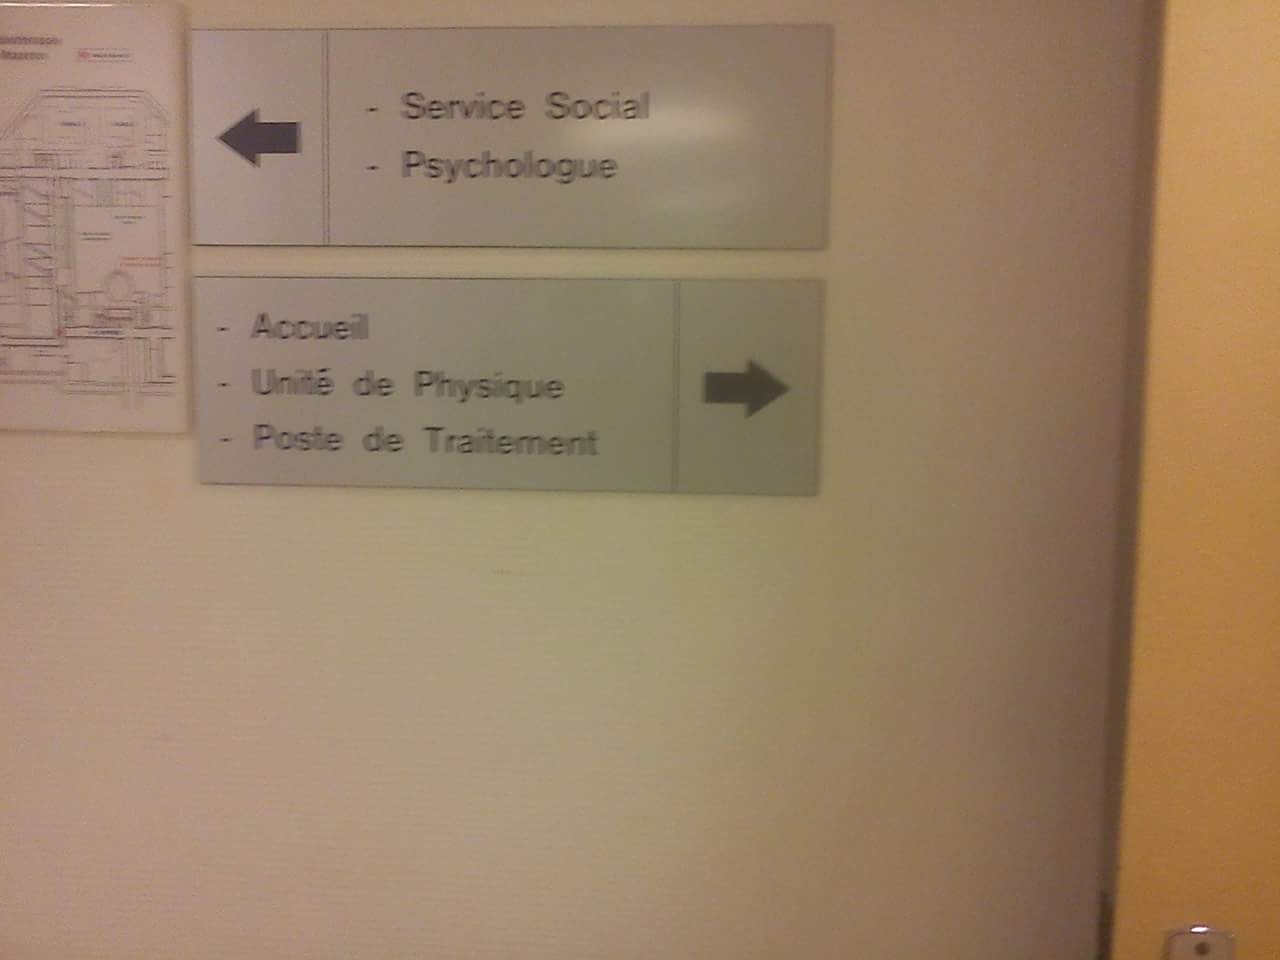 - Service Social
- Psychologue
- Accueil
- Unité de Physique
- Poste de Traitement